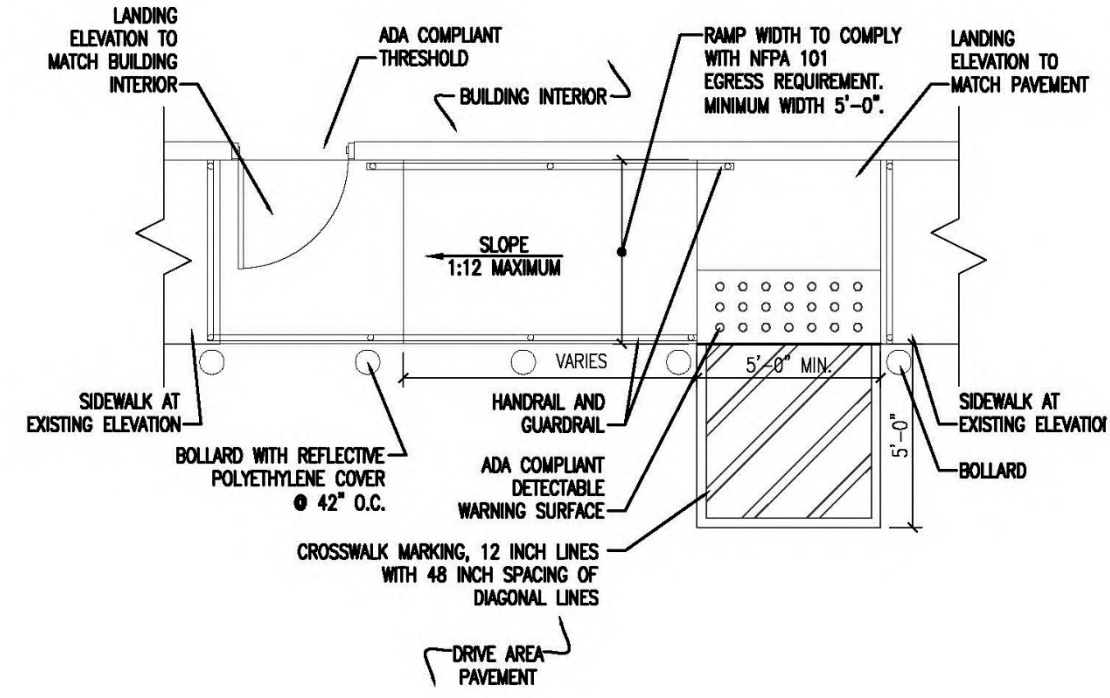 LANDING
ELEVATION TO
MATCH BUILDING
INTERIOR
ADA COMPLIANT
THRESHOLD
BUILDING INTERIOR
RAMP WIDTH TO COMPLY
WITH NFPA 101
EGRESS REQUIREMENT.
MINIMUM WIDTH 5'-0".
LANDING
ELEVATION TO
MATCH PAVEMENT
SLOPE
1:12 MAXIMUM
VARIES
5'-0" MIN.
5'-0"
SIDEWALK AT
EXISTING ELEVATION
BOLLARD WITH REFLECTIVE
POLYETHYLENE COVER
@ 42" O.C.
HANDRAIL AND
GUARDRAIL
ADA COMPLIANT
DETECTABLE
WARNING SURFACE
SIDEWALK AT
EXISTING ELEVATION
BOLLARD
CROSSWALK MARKING, 12 INCH LINES
WITH 48 INCH SPACING OF
DIAGONAL LINES
DRIVE AREA
PAVEMENT